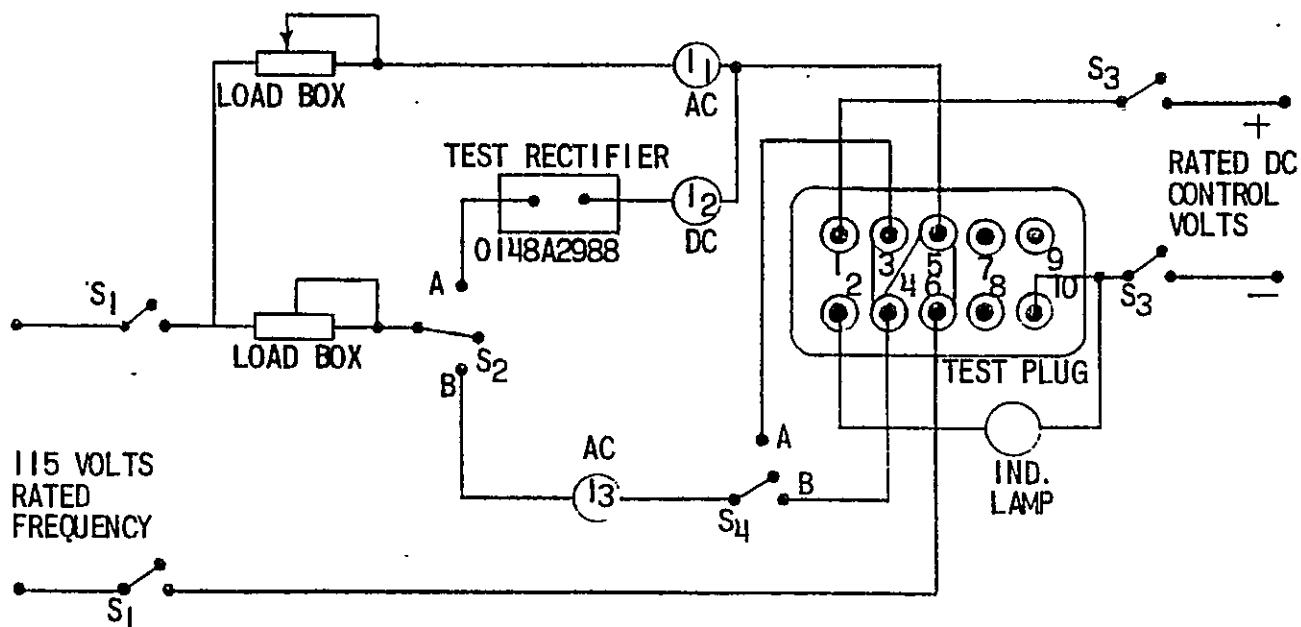 LOAD BOX
I1
AC
S3
+
RATED DC
CONTROL
VOLTS
TEST RECTIFIER
0148A2988
I2
DC
1 3 5 7 9
2 4 6 8 10
S3
−
TEST PLUG
A
S1
LOAD BOX
S2
B
A
AC
I3
B
S4
IND.
LAMP
115 VOLTS
RATED
FREQUENCY
S1